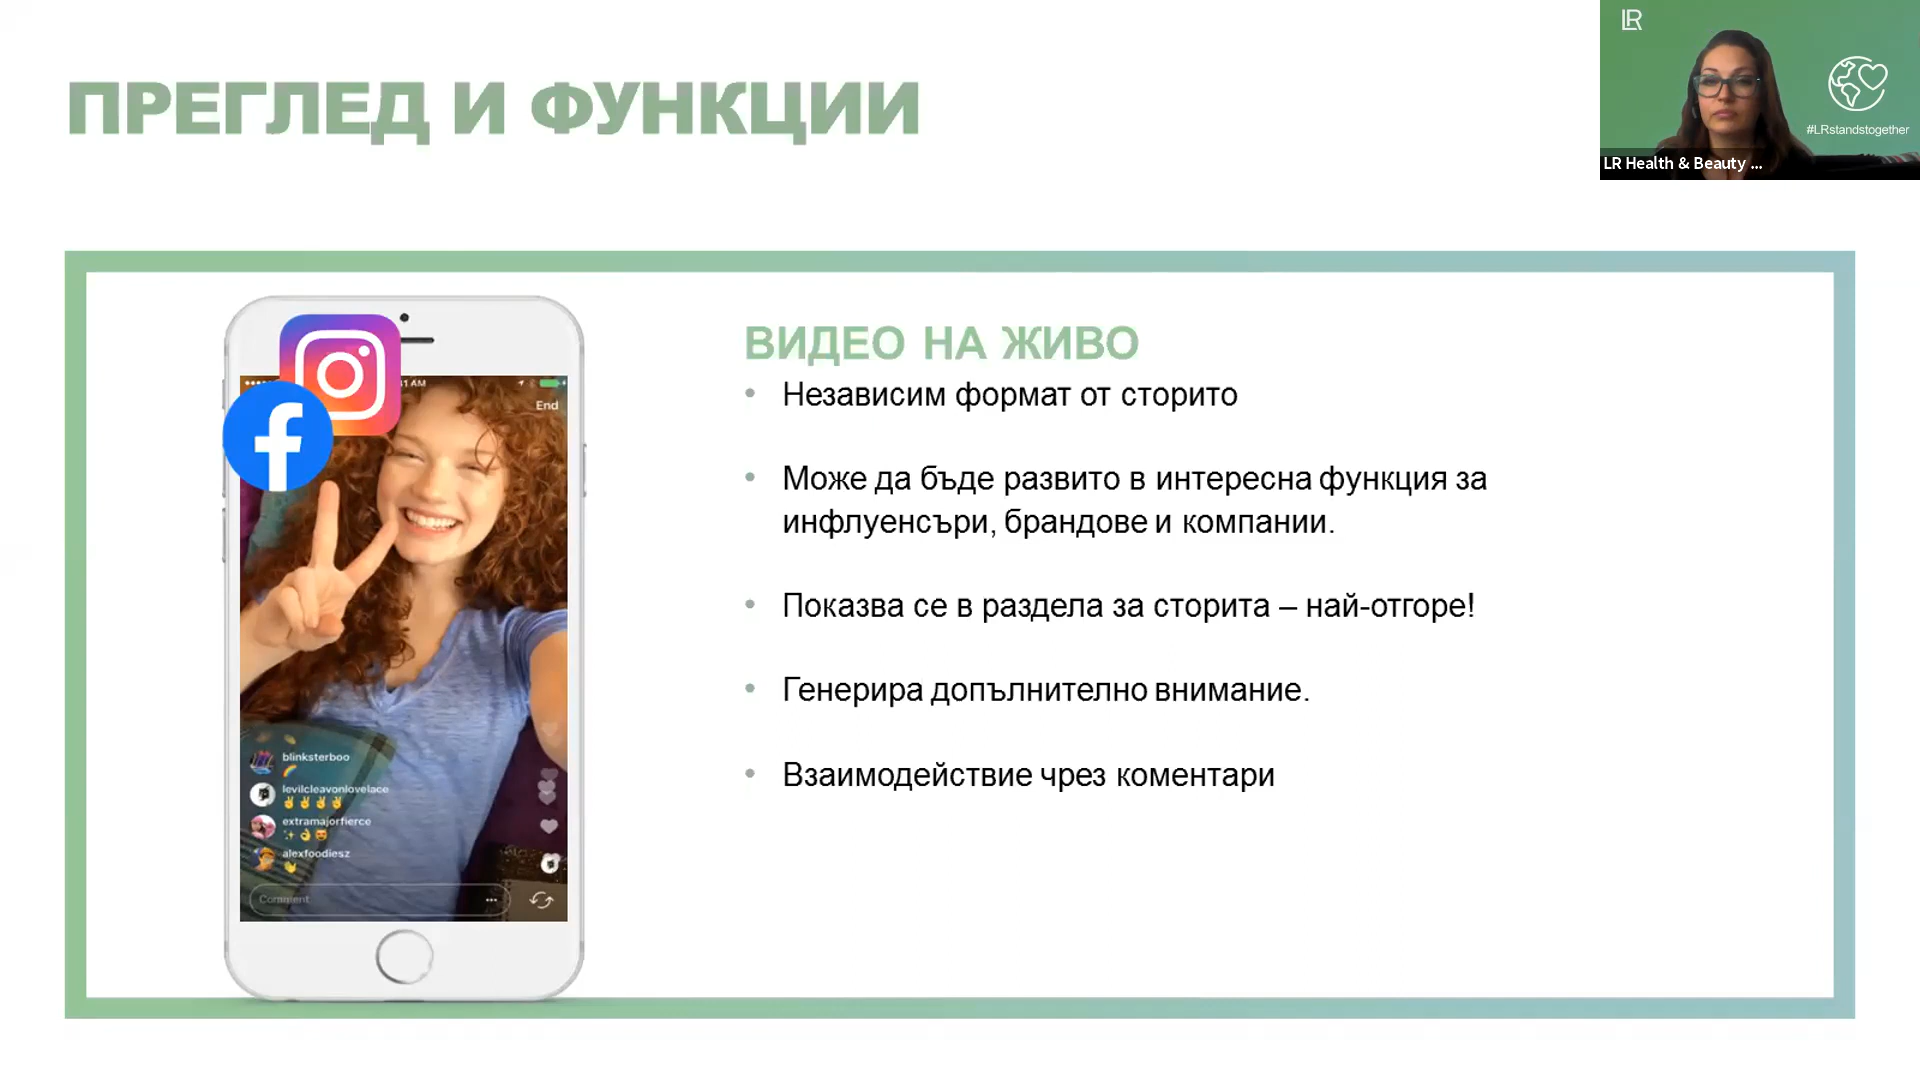 ПРЕГЛЕД И ФУНКЦИИ
LR
#LRstandstogether
LR Health & Beauty ...
ВИДЕО НА ЖИВО
• Независим формат от сторито
• Може да бъде развито в интересна функция за
инфлуенсъри, брандове и компании.
• Показва се в раздела за сторита – най-отгоре!
• Генерира допълнително внимание.
• Взаимодействие чрез коментари
AM
End
blinksterboo
levilcleavonlovelace
extramajorfierce
alexfoodiesz
Comment